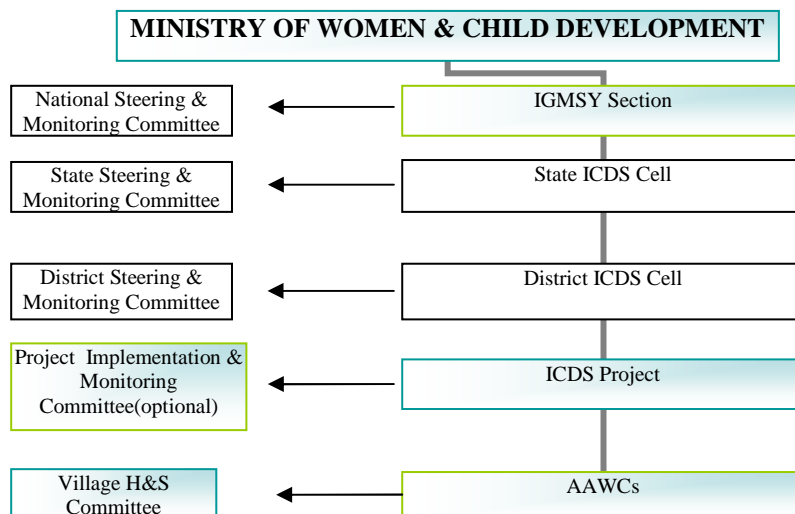 MINISTRY OF WOMEN & CHILD DEVELOPMENT
National Steering &
Monitoring Committee
IGMSY Section
State Steering &
Monitoring Committee
State ICDS Cell
District Steering &
Monitoring Committee
District ICDS Cell
Project Implementation &
Monitoring
Committee(optional)
ICDS Project
Village H&S
Committee
AAWCs